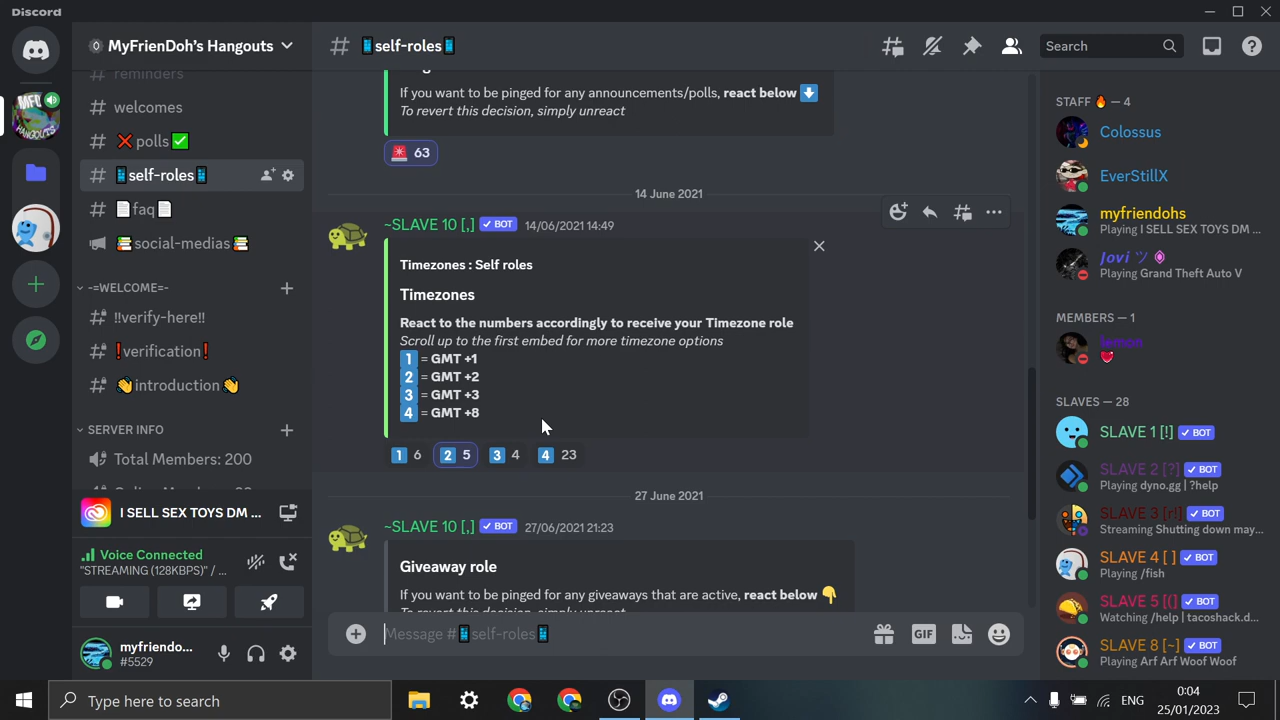 Discord
MyFrienDoh's Hangouts
reminders
welcomes
❌polls✅
📱self-roles📱
📄faq📄
📚social-medias📚
-=WELCOME=-
‼verify-here‼
❗verification❗
👋introduction👋
SERVER INFO
Total Members: 200
I SELL SEX TOYS DM ...
Voice Connected
"STREAMING (128KBPS)" / ...
myfriendo...
#5529
# 📱self-roles📱
Search
If you want to be pinged for any announcements/polls, react below ⬇
To revert this decision, simply unreact
🚨 63
14 June 2021
~SLAVE 10 [,] ✓ BOT 14/06/2021 14:49
Timezones : Self roles
Timezones
React to the numbers accordingly to receive your Timezone role
Scroll up to the first embed for more timezone options
1 = GMT +1
2 = GMT +2
3 = GMT +3
4 = GMT +8
1 6 2 5 3 4 4 23
27 June 2021
~SLAVE 10 [,] ✓ BOT 27/06/2021 21:23
Giveaway role
If you want to be pinged for any giveaways that are active, react below 👇
To revert this decision, simply unreact
Message #📱self-roles📱
GIF
STAFF🔥 — 4
Colossus
EverStillX
myfriendohs
Playing I SELL SEX TOYS DM ...
Jovi ツ
Playing Grand Theft Auto V
MEMBERS — 1
lemon
SLAVES — 28
SLAVE 1 [!] ✓ BOT
SLAVE 2 [?] ✓ BOT
Playing dyno.gg | ?help
SLAVE 3 [r!] ✓ BOT
Streaming Shutting down may...
SLAVE 4 [ ] ✓ BOT
Playing /fish
SLAVE 5 [(] ✓ BOT
Watching /help | tacoshack.d...
SLAVE 8 [~] ✓ BOT
Playing Arf Arf Woof Woof
Type here to search
ENG
0:04
25/01/2023